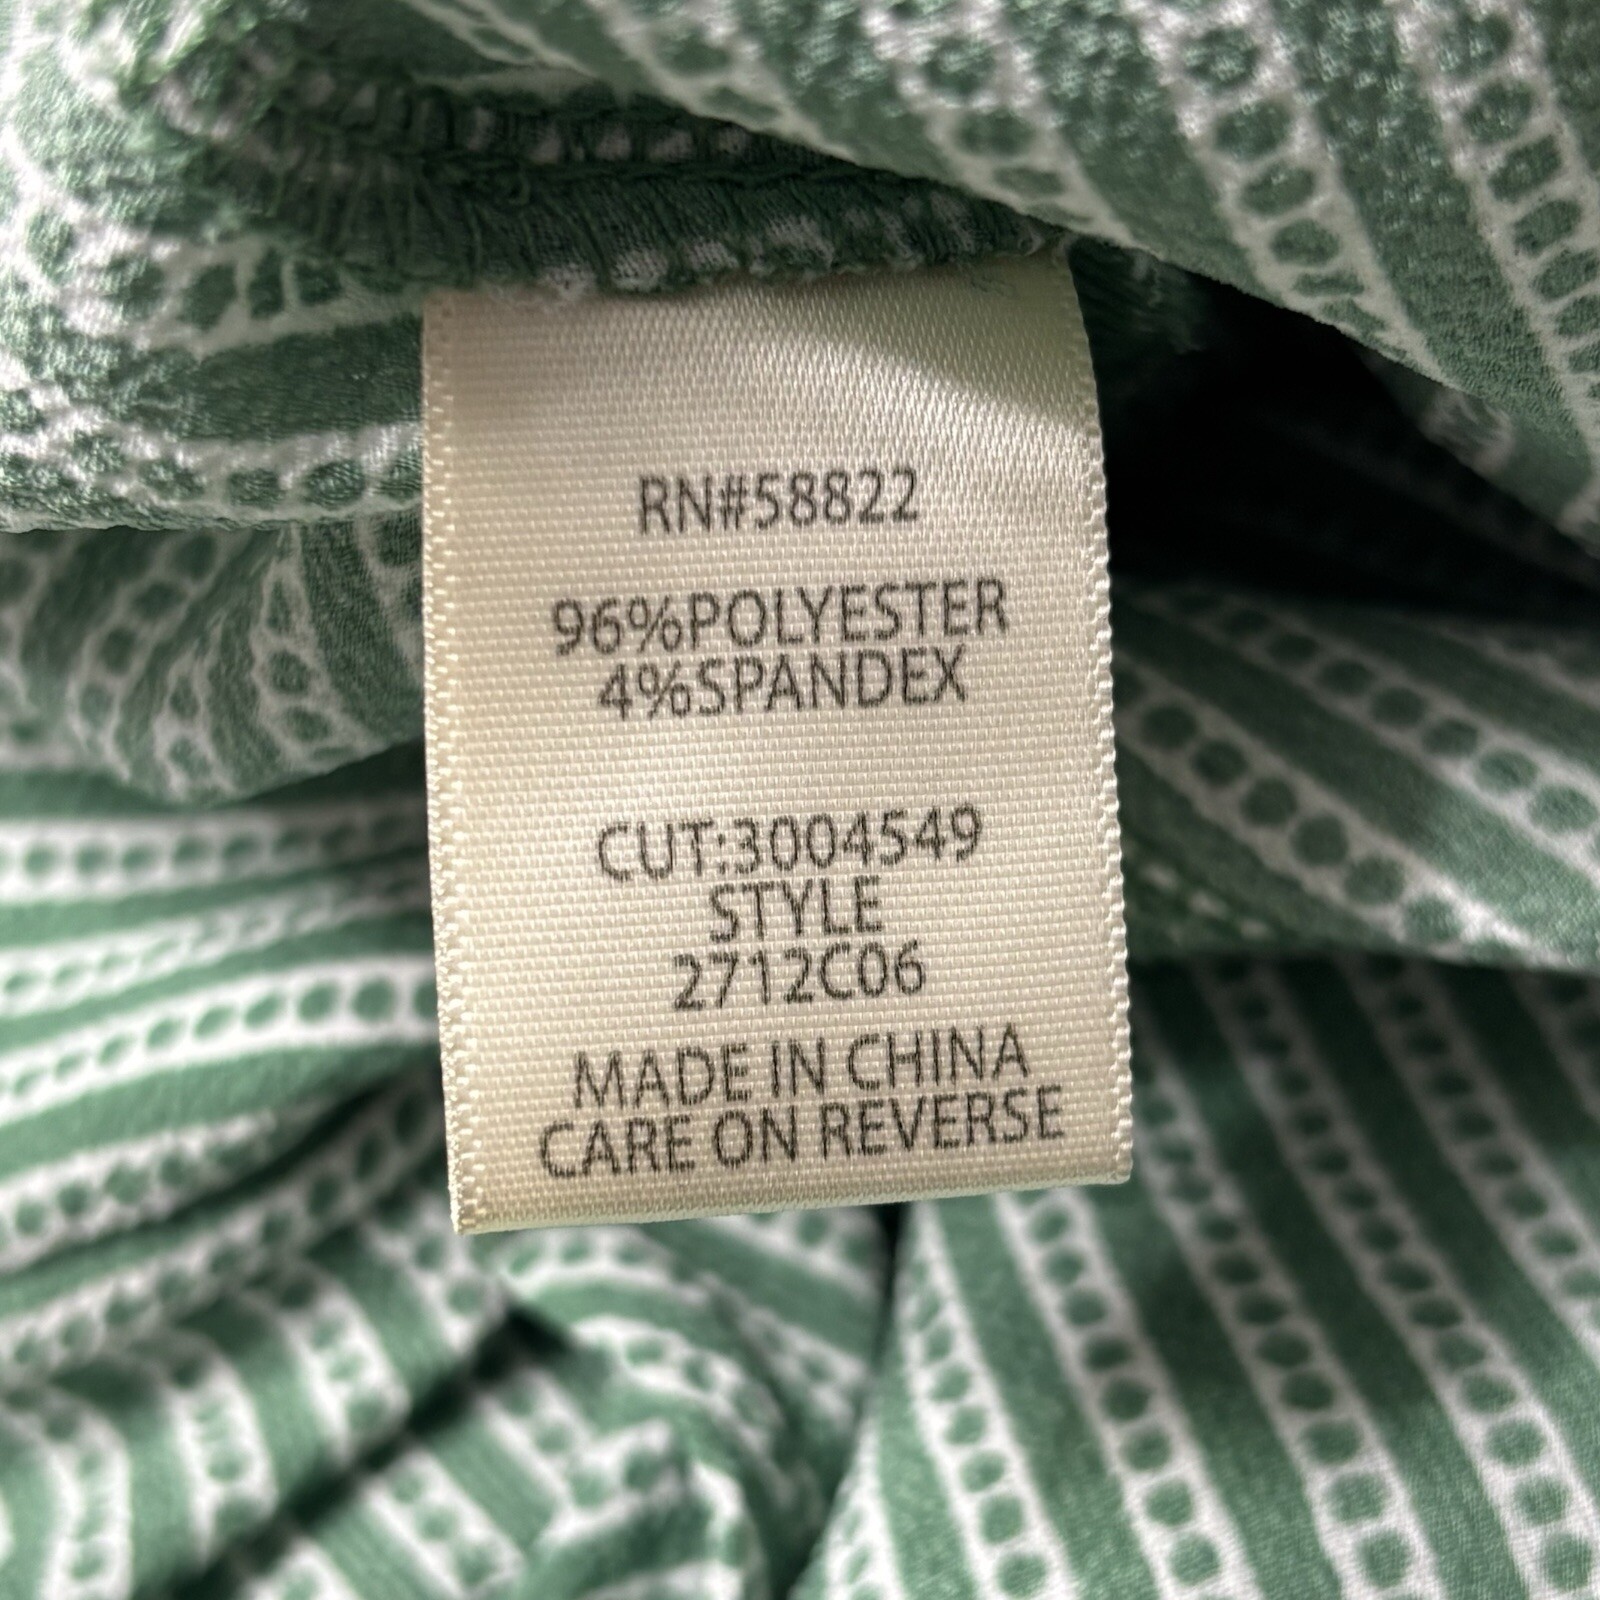 RN#58822
96%POLYESTER
4%SPANDEX
CUT:3004549
STYLE
2712C06
MADE IN CHINA
CARE ON REVERSE